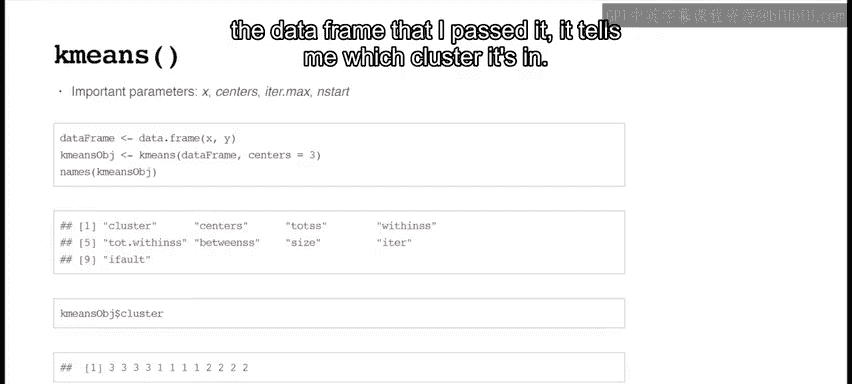 the data frame that I passed it, it tells
me which cluster it's in.
kmeans()
• Important parameters: x, centers, iter.max, nstart
dataFrame <- data.frame(x, y)
kmeansObj <- kmeans(dataFrame, centers = 3)
names(kmeansObj)
## [1] "cluster" "centers" "totss" "withinss"
## [5] "tot.withinss" "betweenss" "size" "iter"
## [9] "ifault"
kmeansObj$cluster
## [1] 3 3 3 3 1 1 1 1 2 2 2 2